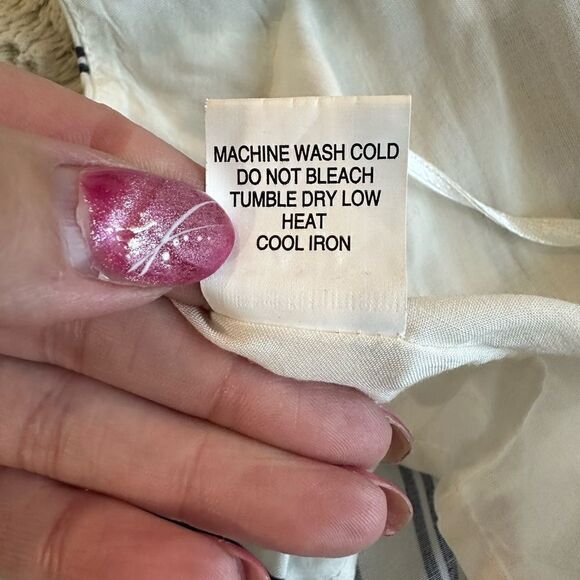 MACHINE WASH COLD
DO NOT BLEACH
TUMBLE DRY LOW
HEAT
COOL IRON